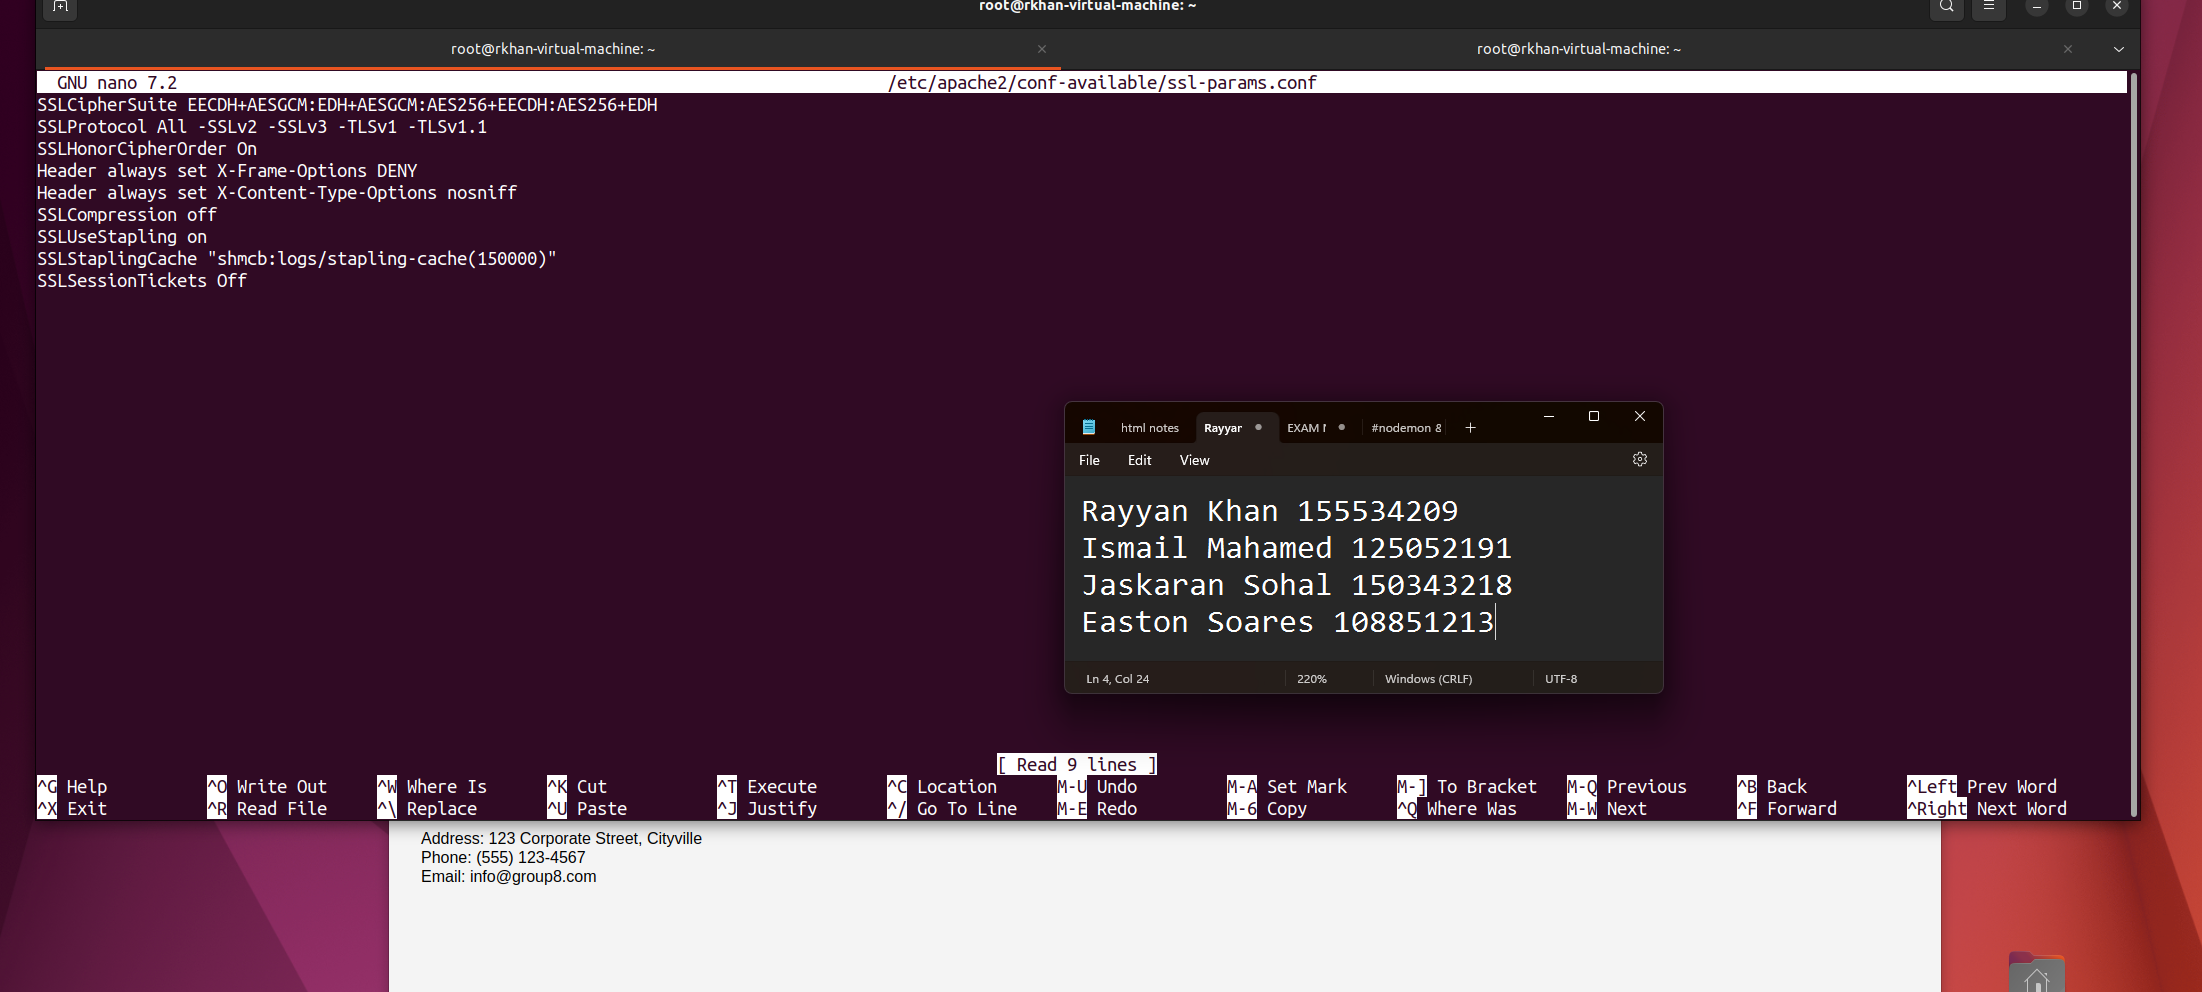 root@rkhan-virtual-machine: ~
root@rkhan-virtual-machine: ~
root@rkhan-virtual-machine: ~
GNU nano 7.2 /etc/apache2/conf-available/ssl-params.conf
SSLCipherSuite EECDH+AESGCM:EDH+AESGCM:AES256+EECDH:AES256+EDH
SSLProtocol All -SSLv2 -SSLv3 -TLSv1 -TLSv1.1
SSLHonorCipherOrder On
Header always set X-Frame-Options DENY
Header always set X-Content-Type-Options nosniff
SSLCompression off
SSLUseStapling on
SSLStaplingCache "shmcb:logs/stapling-cache(150000)"
SSLSessionTickets Off
html notes Rayyar EXAM #nodemon &
File Edit View
Rayyan Khan 155534209
Ismail Mahamed 125052191
Jaskaran Sohal 150343218
Easton Soares 108851213
Ln 4, Col 24 220% Windows (CRLF) UTF-8
[ Read 9 lines ]
^G Help ^O Write Out ^W Where Is ^K Cut ^T Execute ^C Location M-U Undo M-A Set Mark M-] To Bracket M-Q Previous ^B Back ^Left Prev Word
^X Exit ^R Read File ^\ Replace ^U Paste ^J Justify ^/ Go To Line M-E Redo M-6 Copy ^Q Where Was M-W Next ^F Forward ^Right Next Word
Address: 123 Corporate Street, Cityville
Phone: (555) 123-4567
Email: info@group8.com